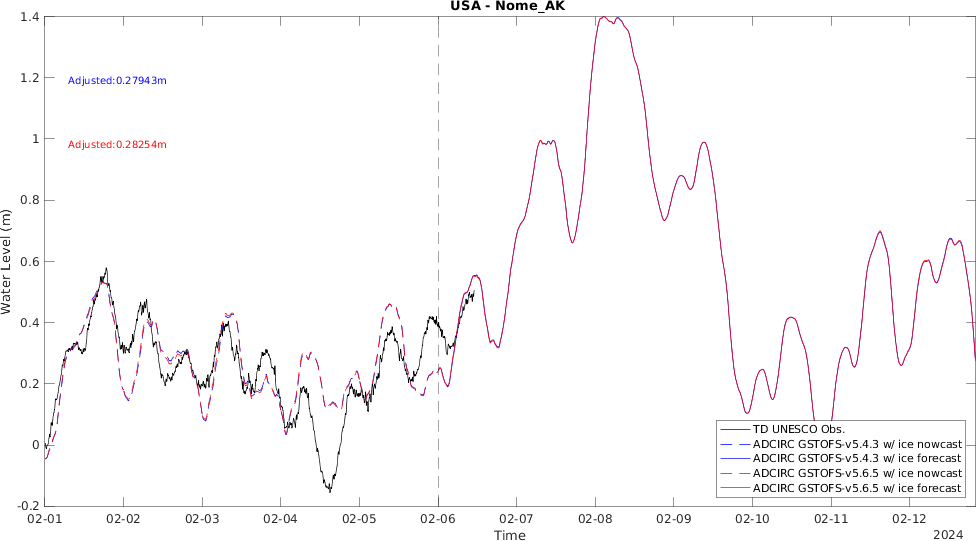 USA - Nome_AK
1.4
1.2
1
0.8
0.6
0.4
0.2
0
-0.2
Water Level (m)
Adjusted:0.27943m
Adjusted:0.28254m
TD UNESCO Obs.
ADCIRC GSTOFS-v5.4.3 w/ ice nowcast
ADCIRC GSTOFS-v5.4.3 w/ ice forecast
ADCIRC GSTOFS-v5.6.5 w/ ice nowcast
ADCIRC GSTOFS-v5.6.5 w/ ice forecast
02-01 02-02 02-03 02-04 02-05 02-06 02-07 02-08 02-09 02-10 02-11 02-12
Time
2024